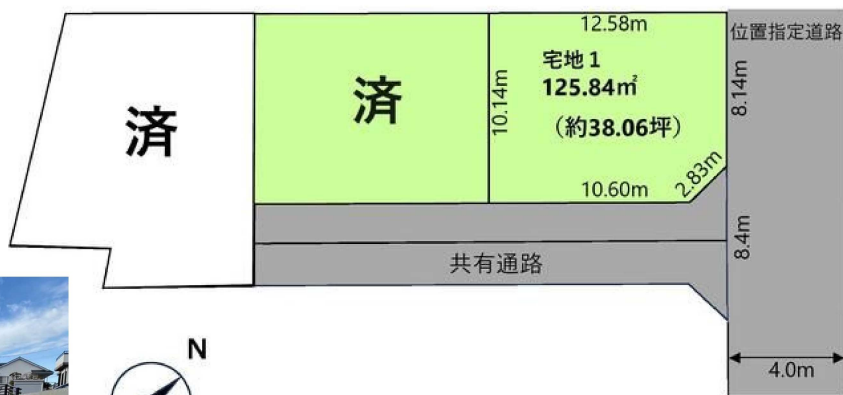 12.58m
位置指定道路
宅地1
125.84㎡
(約38.06坪)
10.14m
8.14m
済
済
10.60m
2.83m
8.4m
共有通路
4.0m
N